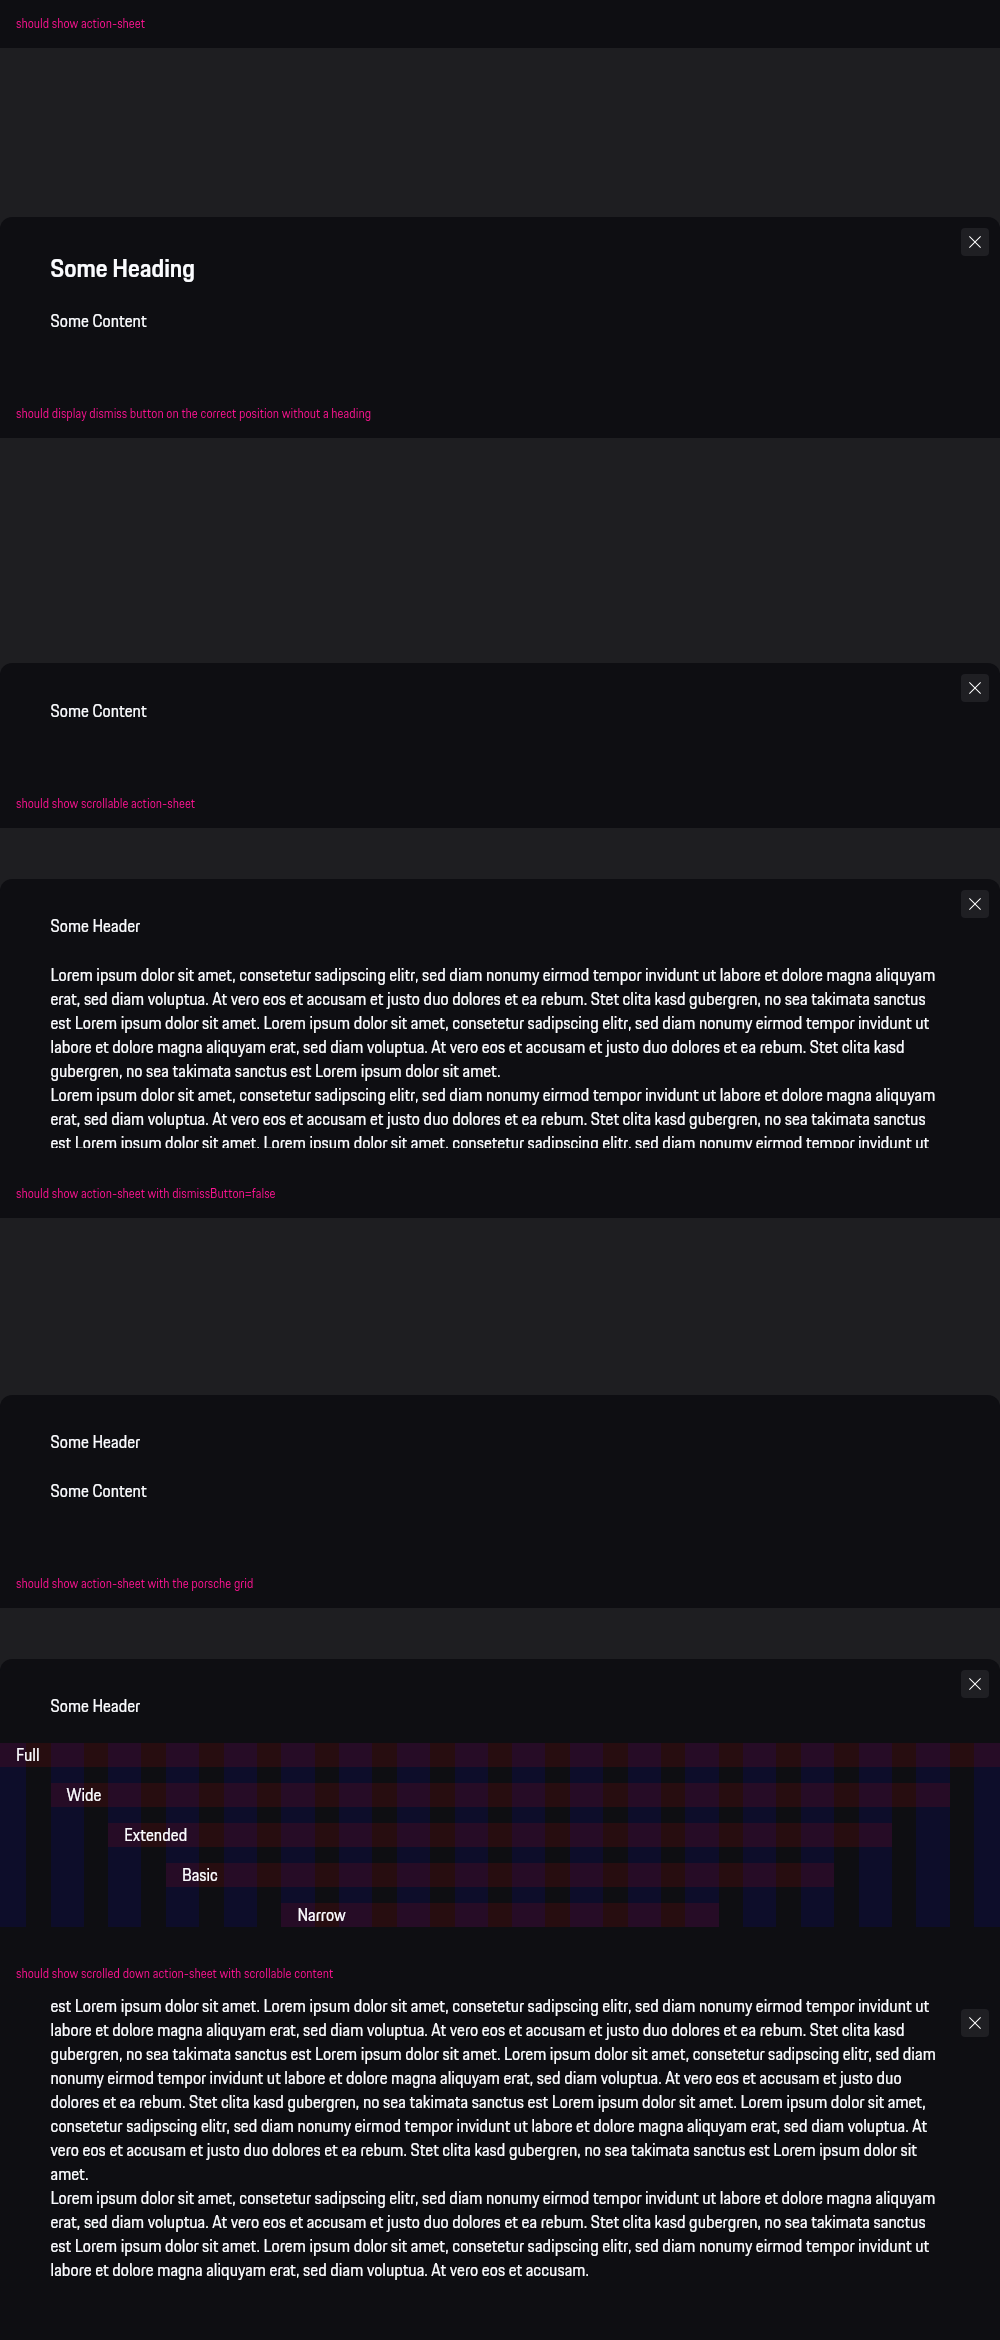 should show action-sheet
Some Heading
Some Content
should display dismiss button on the correct position without a heading
Some Content
should show scrollable action-sheet
Some Header
Lorem ipsum dolor sit amet, consetetur sadipscing elitr, sed diam nonumy eirmod tempor invidunt ut labore et dolore magna aliquyam
erat, sed diam voluptua. At vero eos et accusam et justo duo dolores et ea rebum. Stet clita kasd gubergren, no sea takimata sanctus
est Lorem ipsum dolor sit amet. Lorem ipsum dolor sit amet, consetetur sadipscing elitr, sed diam nonumy eirmod tempor invidunt ut
labore et dolore magna aliquyam erat, sed diam voluptua. At vero eos et accusam et justo duo dolores et ea rebum. Stet clita kasd
gubergren, no sea takimata sanctus est Lorem ipsum dolor sit amet.
Lorem ipsum dolor sit amet, consetetur sadipscing elitr, sed diam nonumy eirmod tempor invidunt ut labore et dolore magna aliquyam
erat, sed diam voluptua. At vero eos et accusam et justo duo dolores et ea rebum. Stet clita kasd gubergren, no sea takimata sanctus
est Lorem ipsum dolor sit amet. Lorem ipsum dolor sit amet, consetetur sadipscing elitr, sed diam nonumy eirmod tempor invidunt ut
should show action-sheet with dismissButton=false
Some Header
Some Content
should show action-sheet with the porsche grid
Some Header
Full
Wide
Extended
Basic
Narrow
should show scrolled down action-sheet with scrollable content
est Lorem ipsum dolor sit amet. Lorem ipsum dolor sit amet, consetetur sadipscing elitr, sed diam nonumy eirmod tempor invidunt ut
labore et dolore magna aliquyam erat, sed diam voluptua. At vero eos et accusam et justo duo dolores et ea rebum. Stet clita kasd
gubergren, no sea takimata sanctus est Lorem ipsum dolor sit amet. Lorem ipsum dolor sit amet, consetetur sadipscing elitr, sed diam
nonumy eirmod tempor invidunt ut labore et dolore magna aliquyam erat, sed diam voluptua. At vero eos et accusam et justo duo
dolores et ea rebum. Stet clita kasd gubergren, no sea takimata sanctus est Lorem ipsum dolor sit amet. Lorem ipsum dolor sit amet,
consetetur sadipscing elitr, sed diam nonumy eirmod tempor invidunt ut labore et dolore magna aliquyam erat, sed diam voluptua. At
vero eos et accusam et justo duo dolores et ea rebum. Stet clita kasd gubergren, no sea takimata sanctus est Lorem ipsum dolor sit
amet.
Lorem ipsum dolor sit amet, consetetur sadipscing elitr, sed diam nonumy eirmod tempor invidunt ut labore et dolore magna aliquyam
erat, sed diam voluptua. At vero eos et accusam et justo duo dolores et ea rebum. Stet clita kasd gubergren, no sea takimata sanctus
est Lorem ipsum dolor sit amet. Lorem ipsum dolor sit amet, consetetur sadipscing elitr, sed diam nonumy eirmod tempor invidunt ut
labore et dolore magna aliquyam erat, sed diam voluptua. At vero eos et accusam.